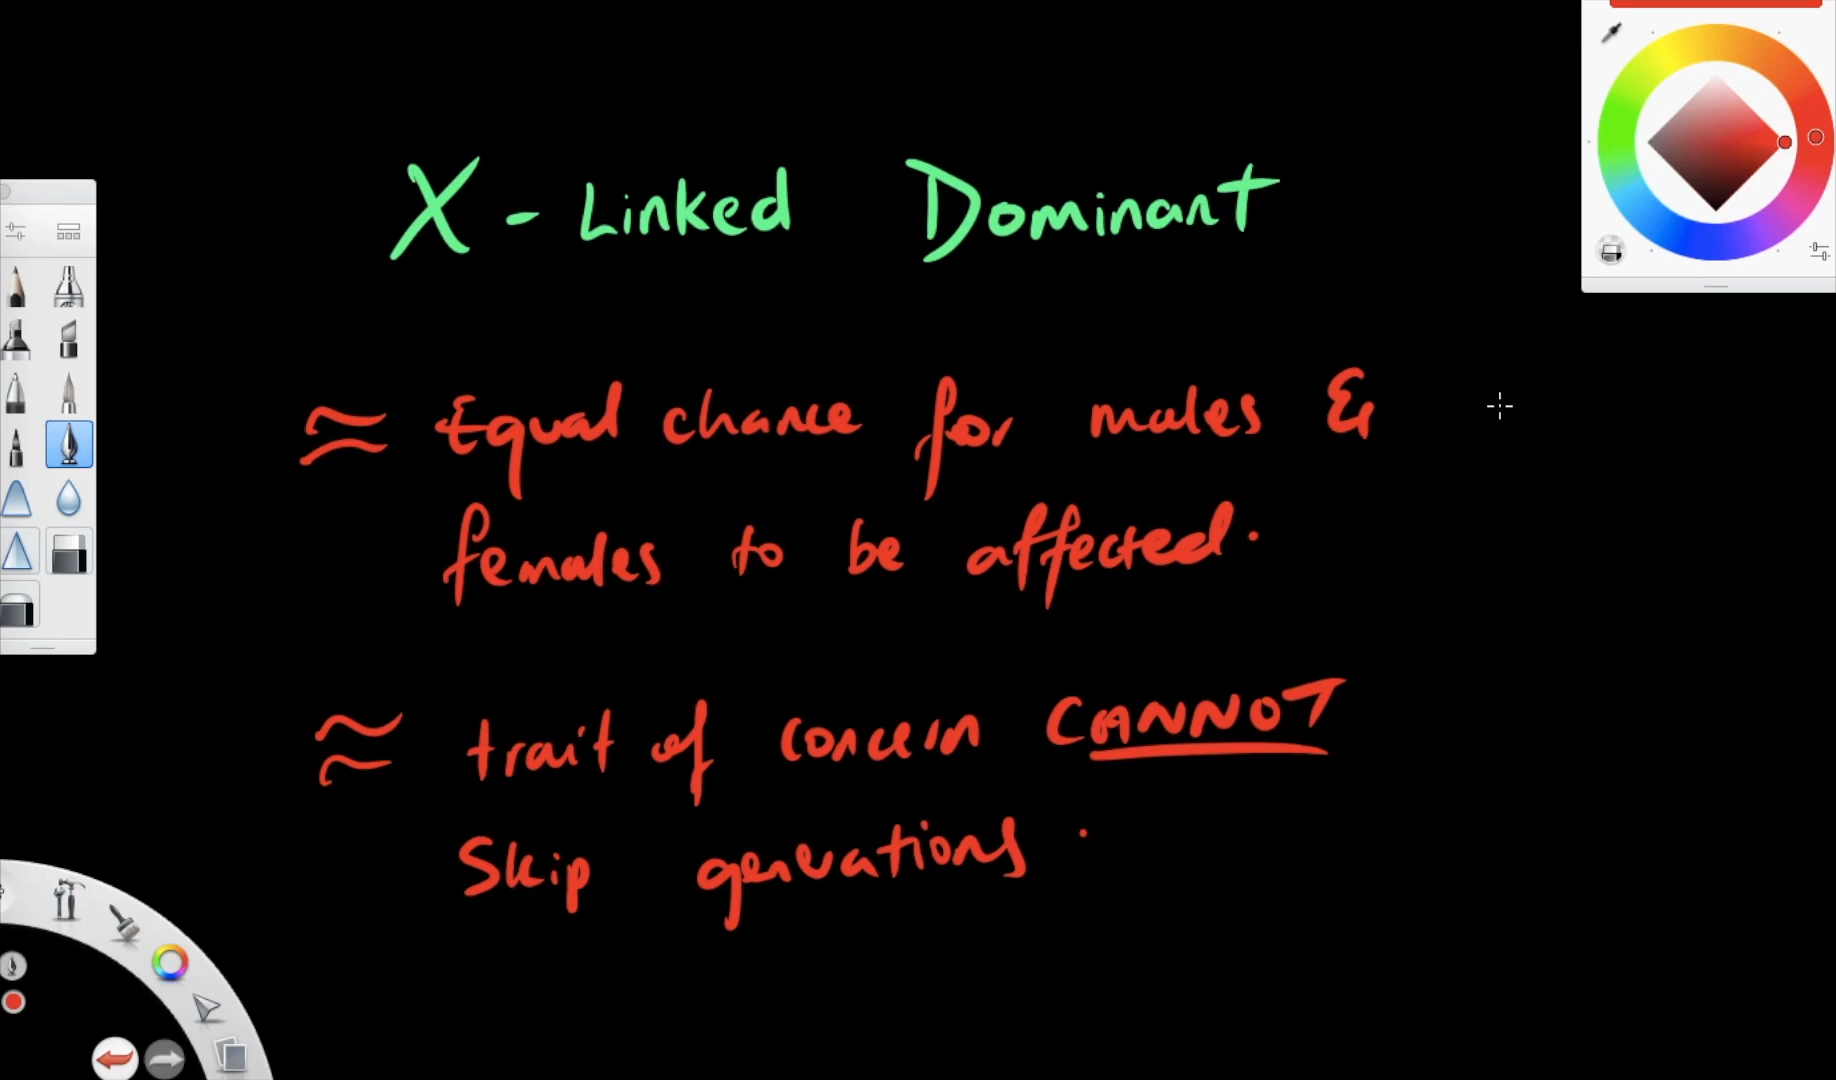 X - Linked Dominant
≈ Equal chance for males &
females to be affected.
≈ trait of concern CANNOT
Skip generations .